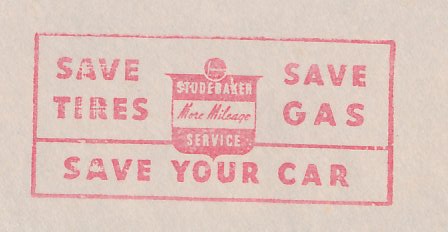 SAVE
TIRES
STUDEBAKER
More Mileage
SERVICE
SAVE
GAS
SAVE YOUR CAR